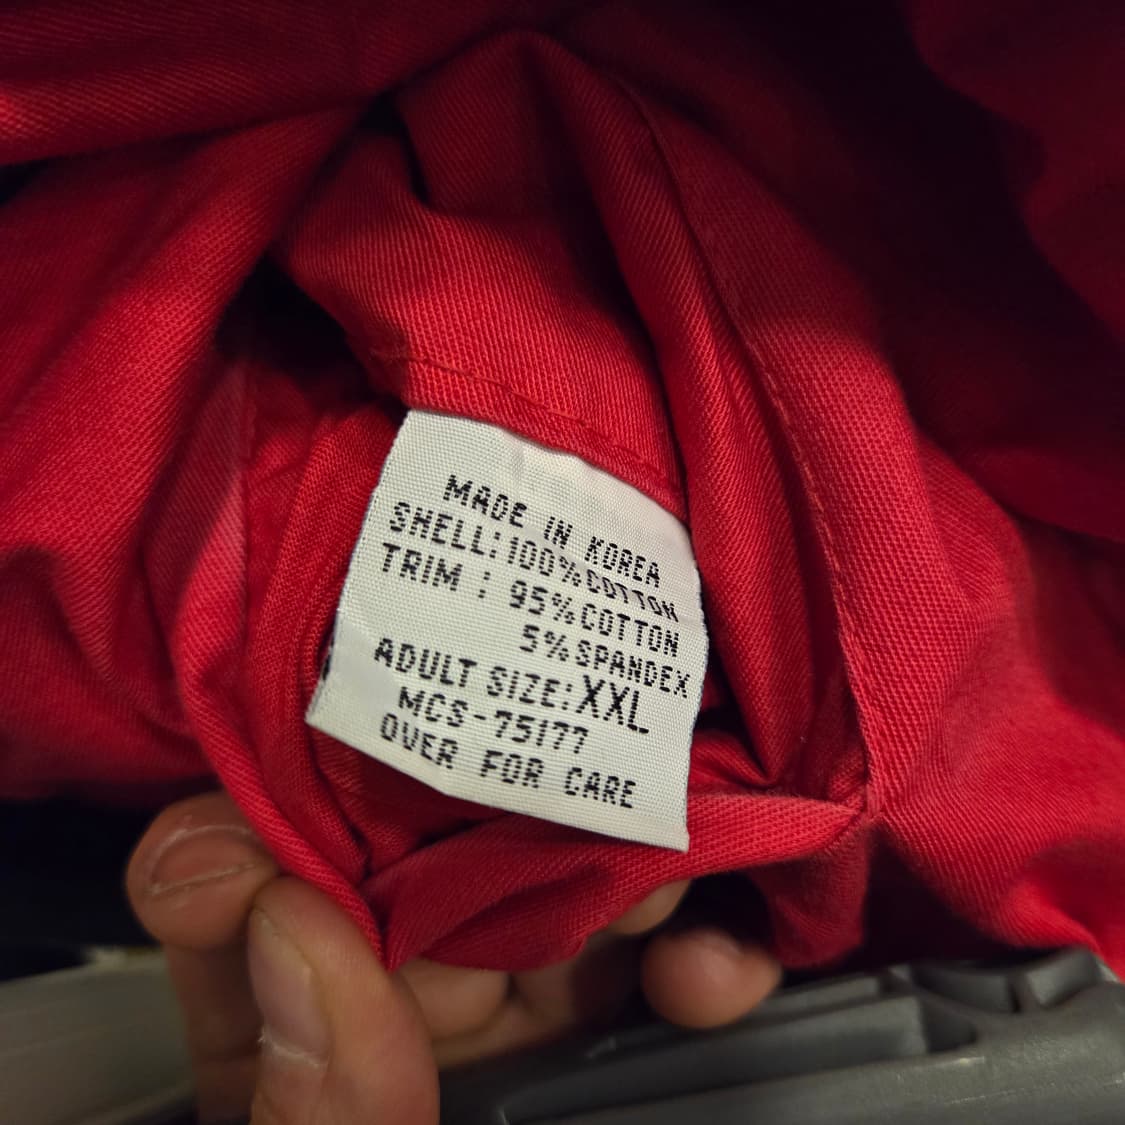 MADE IN KOREA
SHELL:100%COTTON
TRIM : 95%COTTON
5%SPANDEX
ADULT SIZE:XXL
MCS-75177
OVER FOR CARE